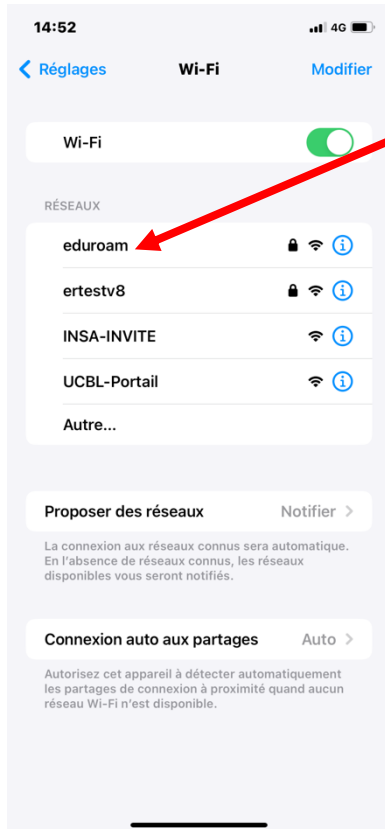 14:52
4G
Réglages
Wi-Fi
Modifier
Wi-Fi
RÉSEAUX
eduroam
ertestv8
INSA-INVITE
UCBL-Portail
Autre...
Proposer des réseaux
Notifier
La connexion aux réseaux connus sera automatique.
En l'absence de réseaux connus, les réseaux
disponibles vous seront notifiés.
Connexion auto aux partages
Auto
Autorisez cet appareil à détecter automatiquement
les partages de connexion à proximité quand aucun
réseau Wi-Fi n'est disponible.